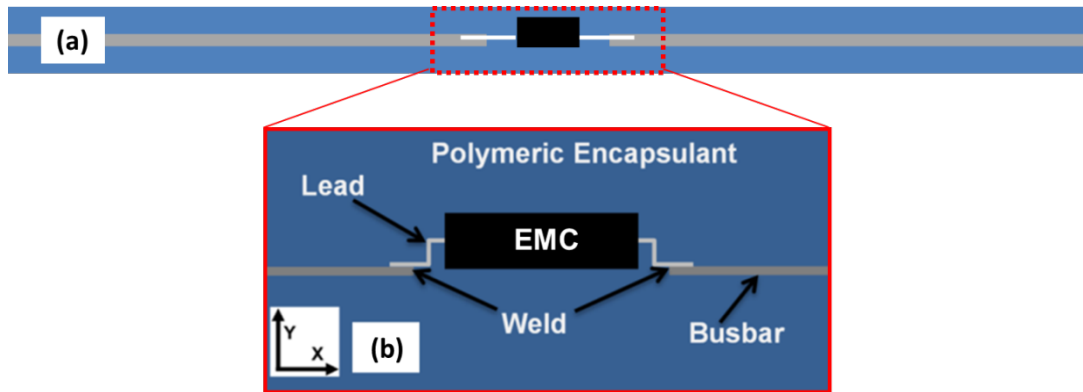 (a)
Polymeric Encapsulant
Lead
EMC
Weld
Busbar
Y
X
(b)